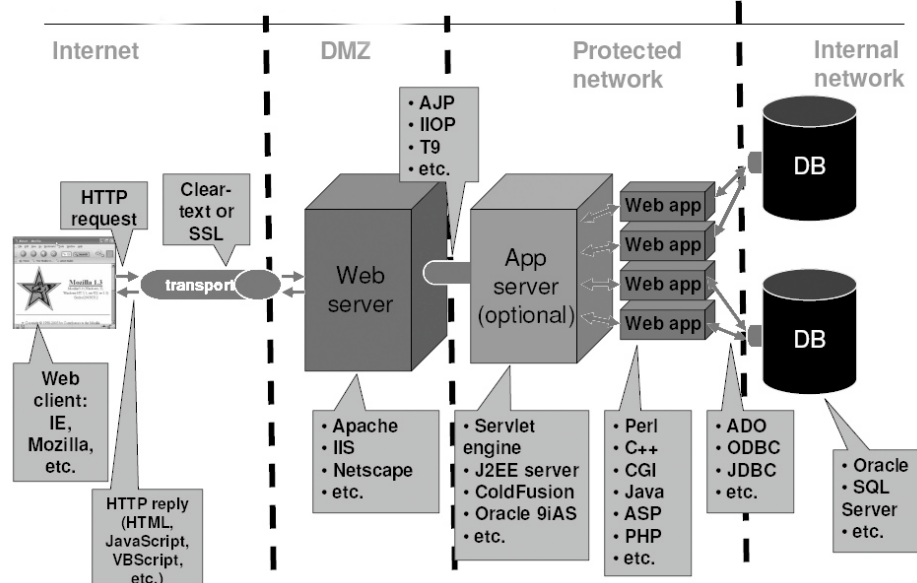 Internet
DMZ
Protected
network
Internal
network
• AJP
• IIOP
• T9
• etc.
HTTP
request
Clear-
text or
SSL
Mozilla 1.3
transport
Web
server
App
server
(optional)
Web app
Web app
Web app
Web app
DB
DB
Web
client:
IE,
Mozilla,
etc.
HTTP reply
(HTML,
JavaScript,
VBScript,
etc.)
• Apache
• IIS
• Netscape
• etc.
• Servlet
engine
• J2EE server
• ColdFusion
• Oracle 9iAS
• etc.
• Perl
• C++
• CGI
• Java
• ASP
• PHP
• etc.
• ADO
• ODBC
• JDBC
• etc.
• Oracle
• SQL
Server
• etc.